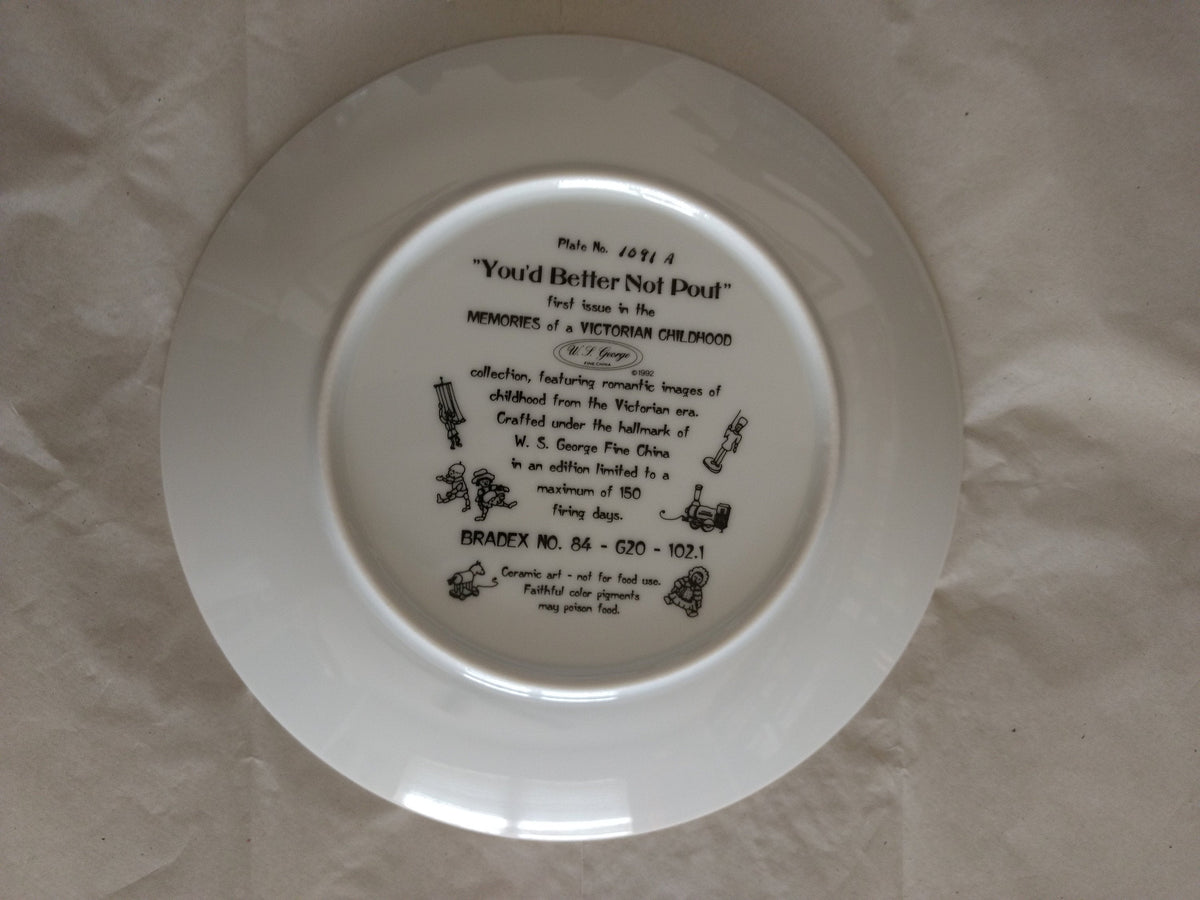 Plate No. 1091 A
"You'd Better Not Pout"
first issue in the
MEMORIES of a VICTORIAN CHILDHOOD
W. S. George
FINE CHINA
©1992
collection, featuring romantic images of
childhood from the Victorian era.
Crafted under the hallmark of
W. S. George Fine China
in an edition limited to a
maximum of 150
firing days.
BRADEX NO. 84 - G20 - 102.1
Ceramic art - not for food use.
Faithful color pigments
may poison food.